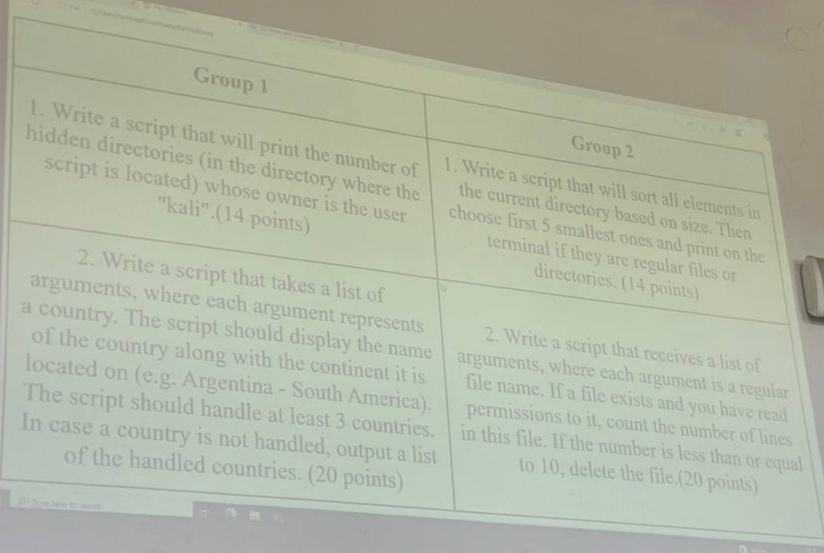 Group 1
1. Write a script that will print the number of
hidden directories (in the directory where the
script is located) whose owner is the user
"kali".(14 points)
2. Write a script that takes a list of
arguments, where each argument represents
a country. The script should display the name
of the country along with the continent it is
located on (e.g. Argentina - South America).
The script should handle at least 3 countries.
In case a country is not handled, output a list
of the handled countries. (20 points)
Group 2
1. Write a script that will sort all elements in
the current directory based on size. Then
choose first 5 smallest ones and print on the
terminal if they are regular files or
directories. (14 points)
2. Write a script that receives a list of
arguments, where each argument is a regular
file name. If a file exists and you have read
permissions to it, count the number of lines
in this file. If the number is less than or equal
to 10, delete the file.(20 points)
Type here to search